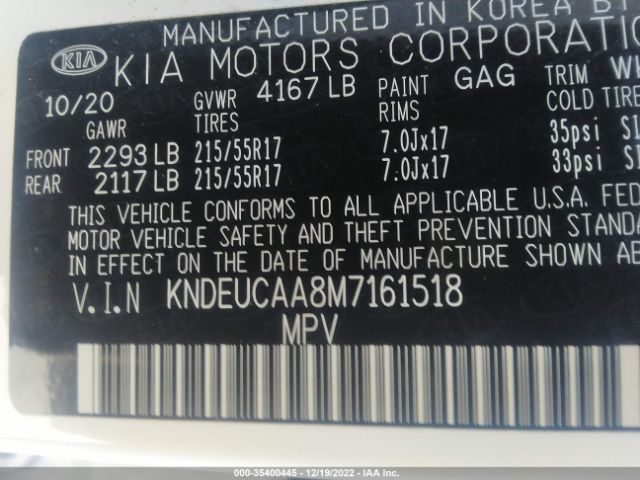 MANUFACTURED IN KOREA BY
KIA KIA MOTORS CORPORATION
10/20 GVWR 4167 LB PAINT GAG TRIM
GAWR TIRES RIMS COLD TIRE
FRONT 2293 LB 215/55R17 7.0Jx17 35psi
REAR 2117 LB 215/55R17 7.0Jx17 33psi
THIS VEHICLE CONFORMS TO ALL APPLICABLE U.S.A. FED
MOTOR VEHICLE SAFETY AND THEFT PREVENTION STANDA
IN EFFECT ON THE DATE OF MANUFACTURE SHOWN AB
V.I.N KNDEUCAA8M7161518
MPV
000-35400445 - 12/19/2022 - IAA Inc.